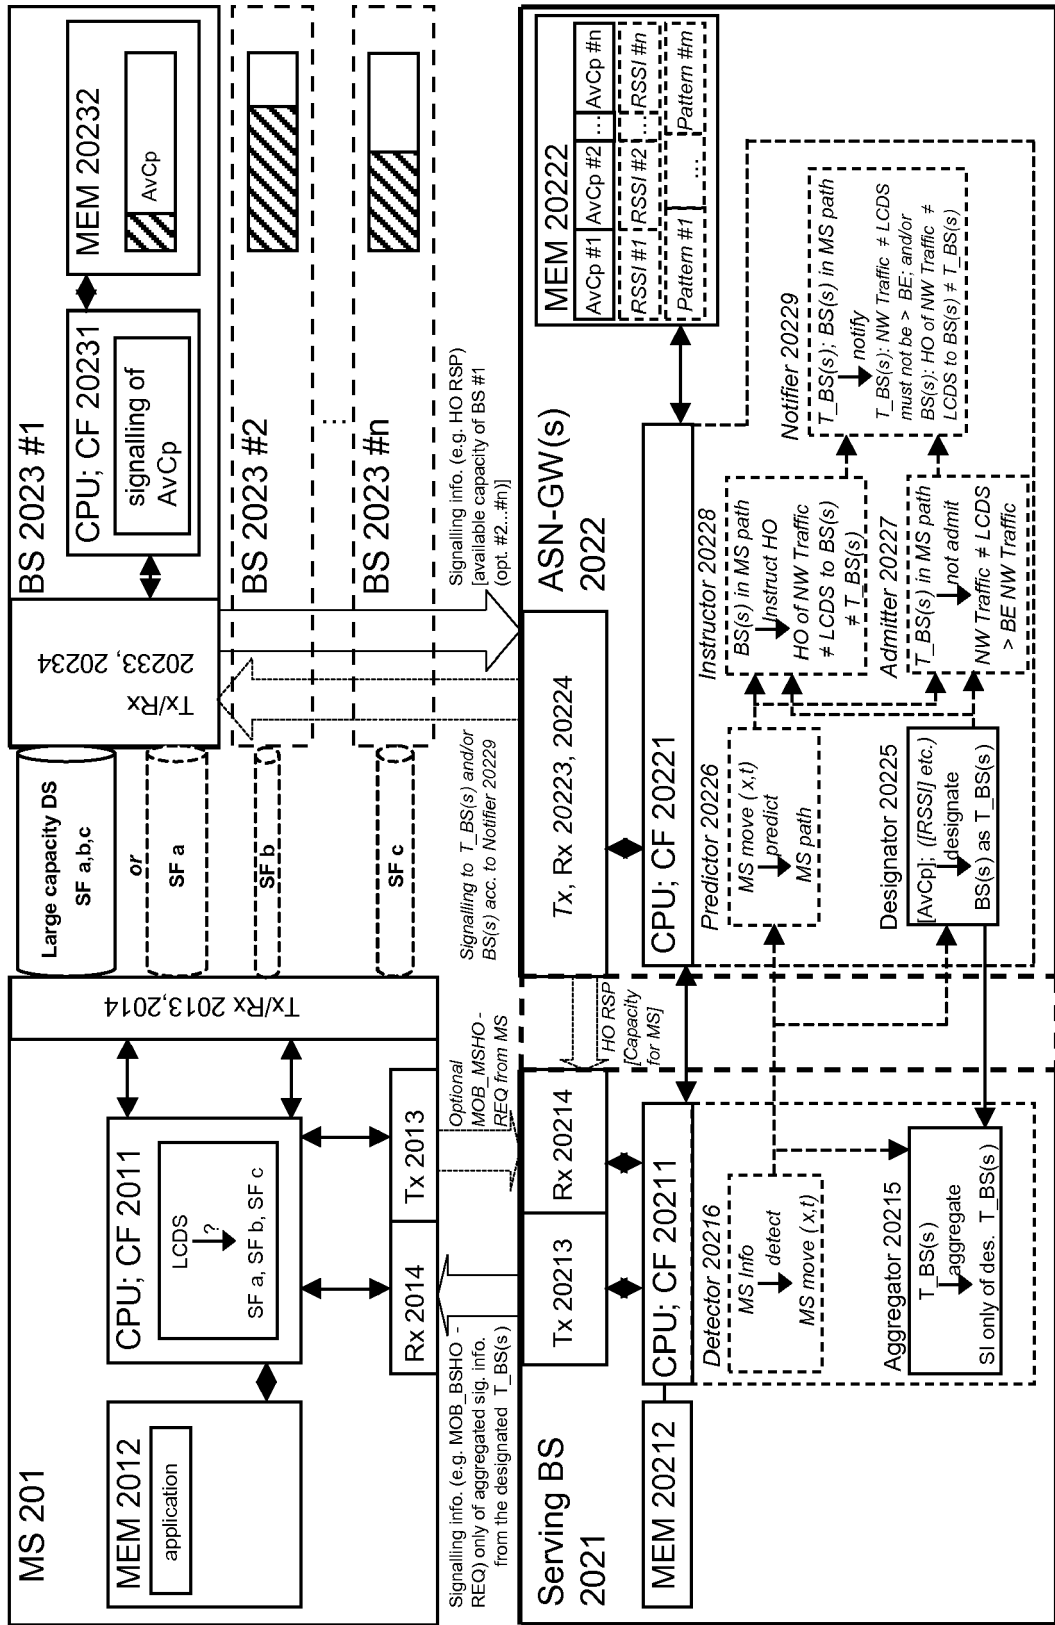 MS 201
MEM 2012
application
CPU; CF 2011
LCDS
?
SF a, SF b, SF c
Tx/Rx 2013,2014
Rx 2014
Tx 2013
Large capacity DS
SF a,b,c
or
SF a
SF b
SF c
BS 2023 #1
Tx/Rx
20233, 20234
CPU; CF 20231
signalling of
AvCp
MEM 20232
AvCp
BS 2023 #2
...
BS 2023 #n
Signalling info. (e.g. MOB_BSHO -
REQ) only of aggregated sig. info.
from the designated T_BS(s)
Optional
MOB_MSHO -
REQ from MS
Signalling to T_BS(s) and/or
BS(s) acc. to Notifier 20229
Signalling info. (e.g. HO RSP)
[available capacity of BS #1
(opt. #2...#n)]
Serving BS
2021
MEM 20212
Tx 20213
Rx 20214
CPU; CF 20211
HO RSP
[Capacity
for MS]
Detector 20216
MS Info
detect
MS move (x,t)
Aggregator 20215
T_BS(s)
aggregate
SI only of des. T_BS(s)
ASN-GW(s)
2022
Tx, Rx 20223, 20224
CPU; CF 20221
MEM 20222
AvCp #1
AvCp #2
...
AvCp #n
RSSI #1
RSSI #2
...
RSSI #n
Pattern #1
...
Pattern #m
Predictor 20226
MS move (x,t)
predict
MS path
Designator 20225
[AvCp]; ([RSSI] etc.)
designate
BS(s) as T_BS(s)
Instructor 20228
BS(s) in MS path
Instruct HO
HO of NW Traffic
≠ LCDS to BS(s)
≠ T_BS(s)
Admitter 20227
T_BS(s) in MS path
not admit
NW Traffic ≠ LCDS
> BE NW Traffic
Notifier 20229
T_BS(s); BS(s) in MS path
notify
T_BS(s): NW Traffic ≠ LCDS
must not be > BE; and/or
BS(s): HO of NW Traffic ≠
LCDS to BS(s) ≠ T_BS(s)